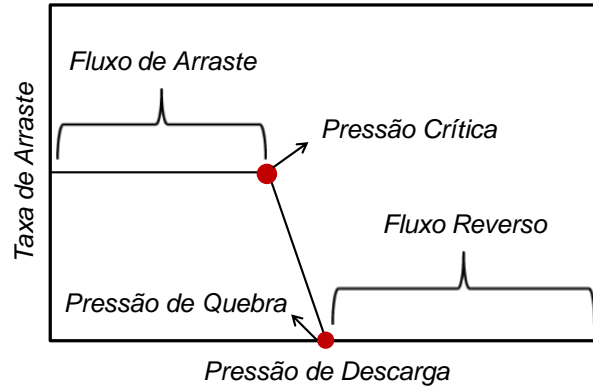 Fluxo de Arraste
Pressão Crítica
Taxa de Arraste
Fluxo Reverso
Pressão de Quebra
Pressão de Descarga